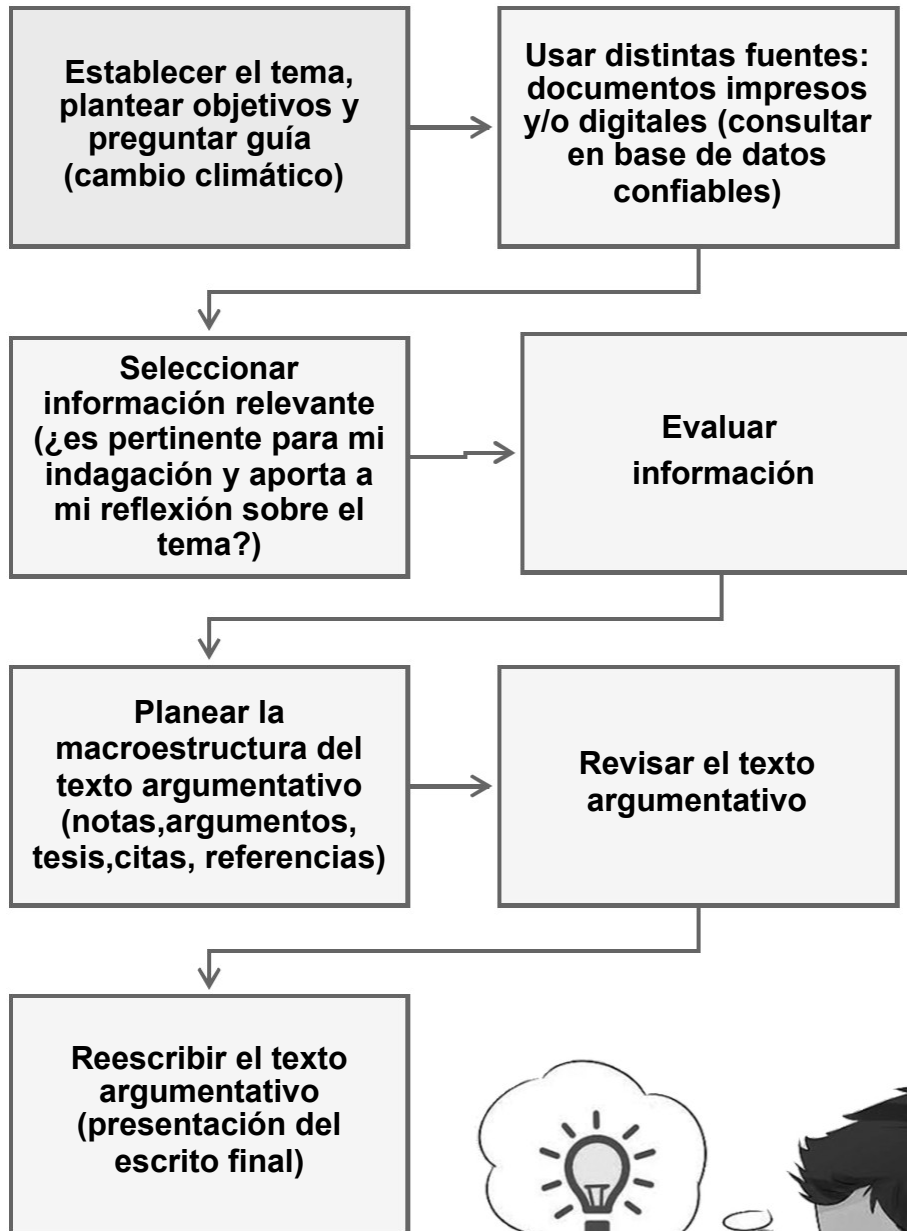 Establecer el tema,
plantear objetivos y
preguntar guía
(cambio climático)
Usar distintas fuentes:
documentos impresos
y/o digitales (consultar
en base de datos
confiables)
Seleccionar
información relevante
(¿es pertinente para mi
indagación y aporta a
mi reflexión sobre el
tema?)
Evaluar
información
Planear la
macroestructura del
texto argumentativo
(notas,argumentos,
tesis,citas, referencias)
Revisar el texto
argumentativo
Reescribir el texto
argumentativo
(presentación del
escrito final)